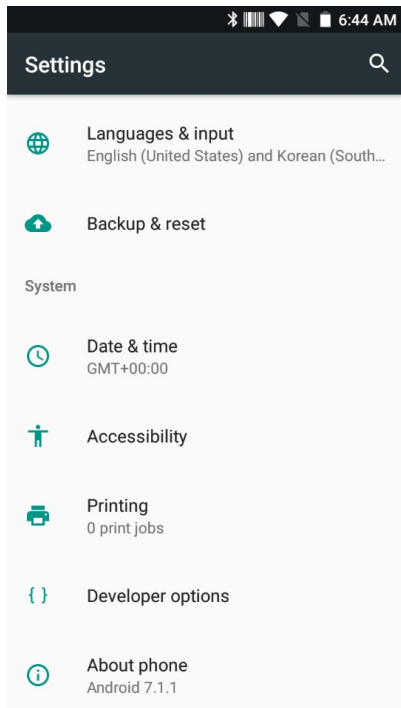 6:44 AM
Settings
Languages & input
English (United States) and Korean (South...
Backup & reset
System
Date & time
GMT+00:00
Accessibility
Printing
0 print jobs
{ } Developer options
About phone
Android 7.1.1